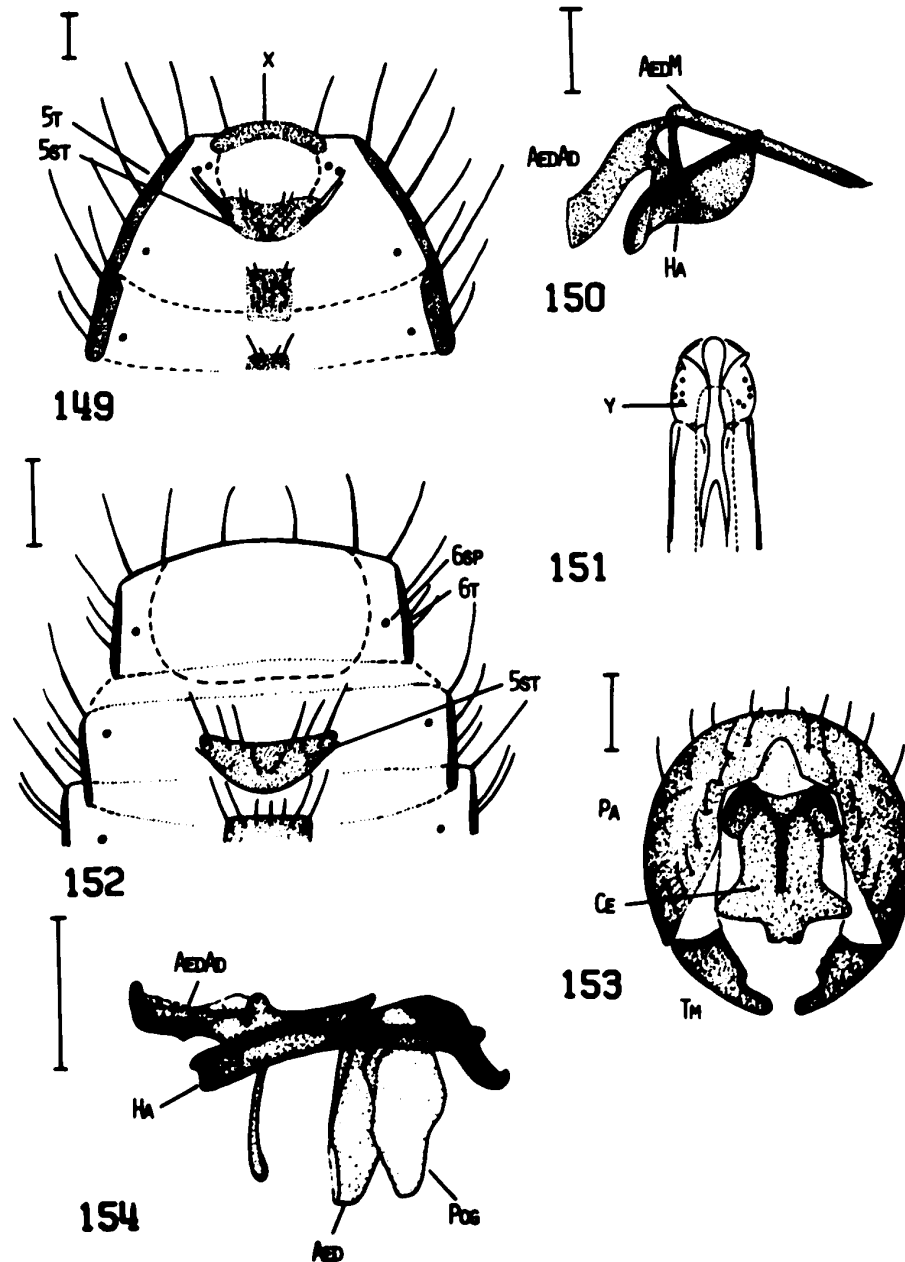 X
AEDM
5T
5ST
AEDAD
HA
150
149
Y
151
6SP
6T
5ST
152
PA
CE
153
TM
AEDAD
HA
154
POG
AED